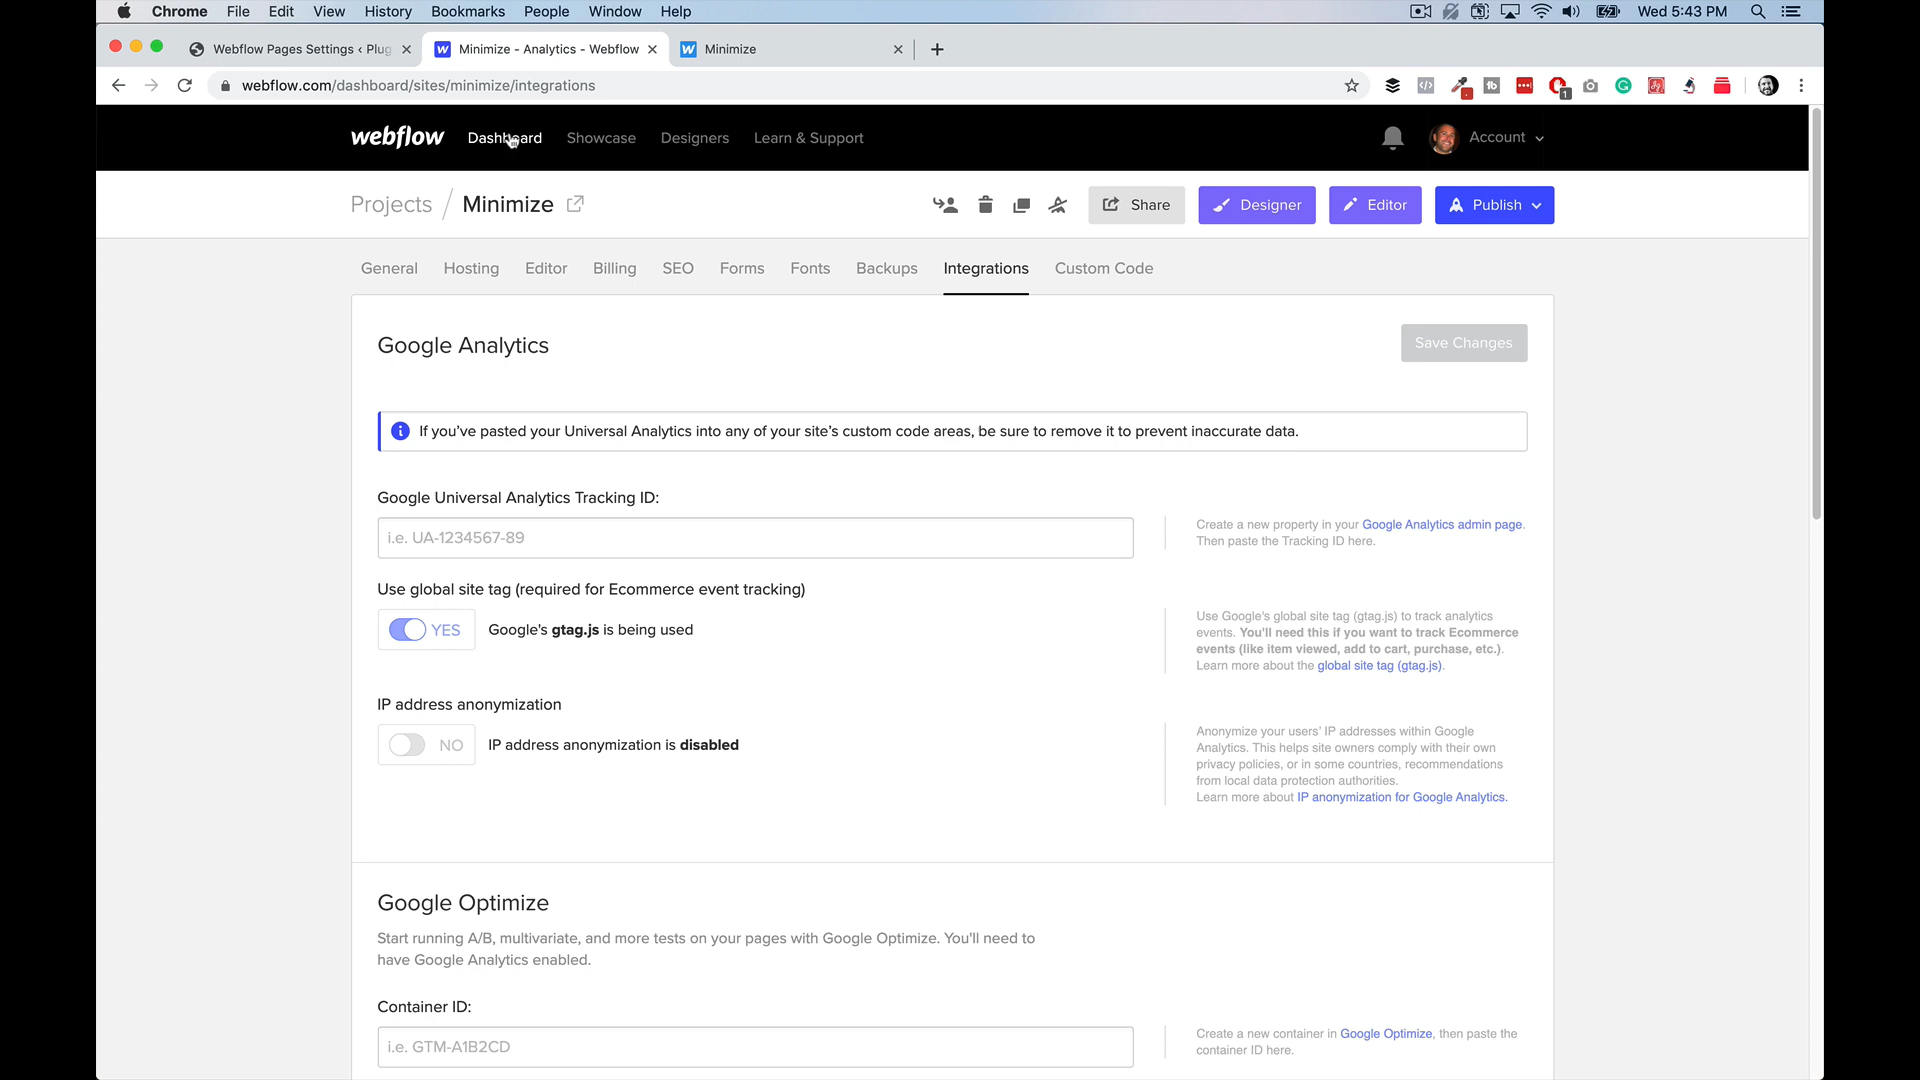 Chrome File Edit View History Bookmarks People Window Help Wed 5:43 PM
Webflow Pages Settings ‹ Plug Minimize - Analytics - Webflow Minimize
webflow.com/dashboard/sites/minimize/integrations
webflow Dashboard Showcase Designers Learn & Support Account
Projects / Minimize Share Designer Editor Publish
General Hosting Editor Billing SEO Forms Fonts Backups Integrations Custom Code
Google Analytics Save Changes
If you've pasted your Universal Analytics into any of your site's custom code areas, be sure to remove it to prevent inaccurate data.
Google Universal Analytics Tracking ID:
i.e. UA-1234567-89
Create a new property in your Google Analytics admin page.
Then paste the Tracking ID here.
Use global site tag (required for Ecommerce event tracking)
YES Google's gtag.js is being used
Use Google's global site tag (gtag.js) to track analytics
events. You'll need this if you want to track Ecommerce
events (like item viewed, add to cart, purchase, etc.).
Learn more about the global site tag (gtag.js).
IP address anonymization
NO IP address anonymization is disabled
Anonymize your users' IP addresses within Google
Analytics. This helps site owners comply with their own
privacy policies, or in some countries, recommendations
from local data protection authorities.
Learn more about IP anonymization for Google Analytics.
Google Optimize
Start running A/B, multivariate, and more tests on your pages with Google Optimize. You'll need to
have Google Analytics enabled.
Container ID:
i.e. GTM-A1B2CD
Create a new container in Google Optimize, then paste the
container ID here.